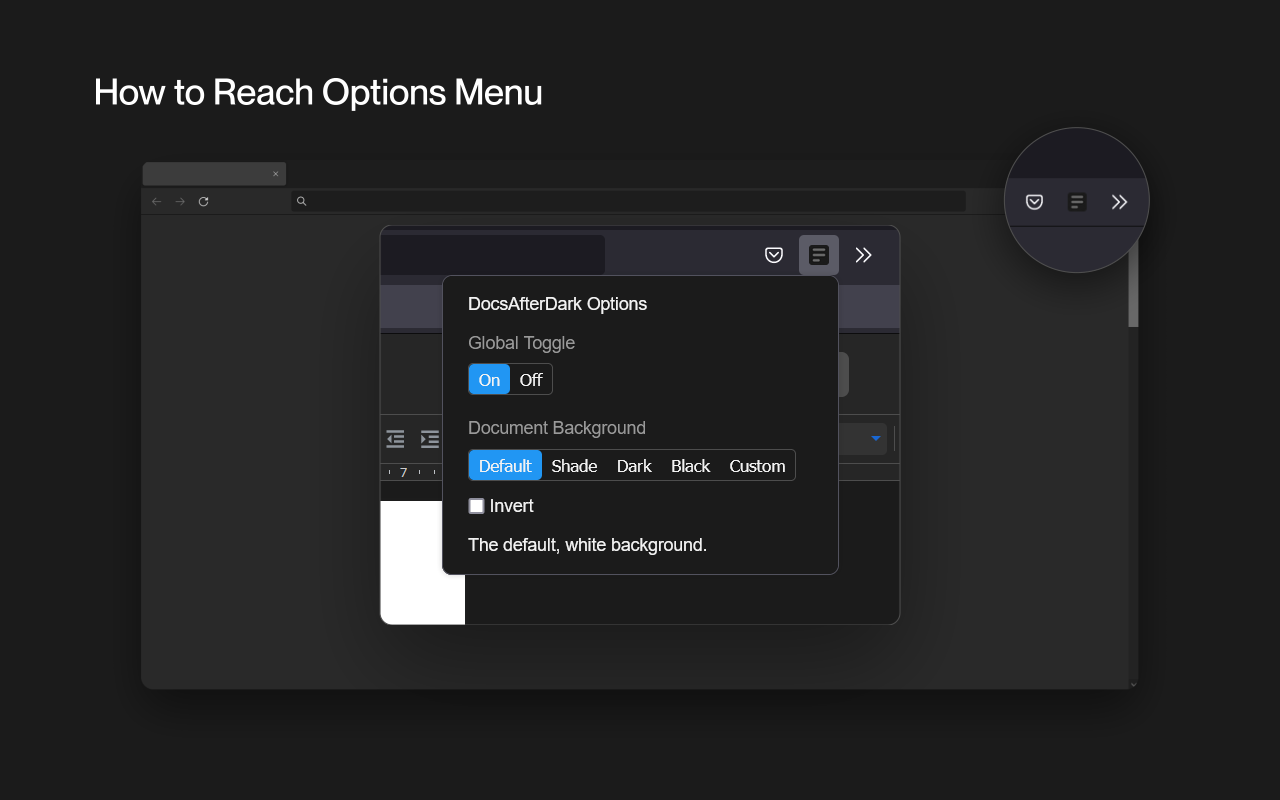 How to Reach Options Menu
DocsAfterDark Options
Global Toggle
On Off
Document Background
7
Default Shade Dark Black Custom
Invert
The default, white background.